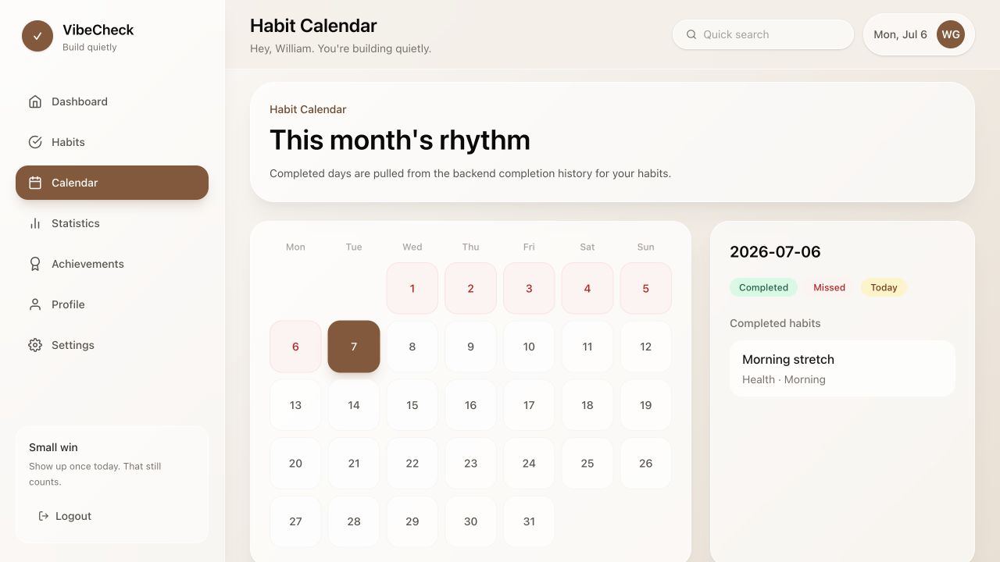 VibeCheck
Build quietly
Dashboard
Habits
Calendar
Statistics
Achievements
Profile
Settings
Small win
Show up once today. That still
counts.
Logout
Habit Calendar
Hey, William. You're building quietly.
Quick search
Mon, Jul 6
WG
Habit Calendar
This month's rhythm
Completed days are pulled from the backend completion history for your habits.
Mon Tue Wed Thu Fri Sat Sun
1 2 3 4 5
6 7 8 9 10 11 12
13 14 15 16 17 18 19
20 21 22 23 24 25 26
27 28 29 30 31
2026-07-06
Completed Missed Today
Completed habits
Morning stretch
Health · Morning